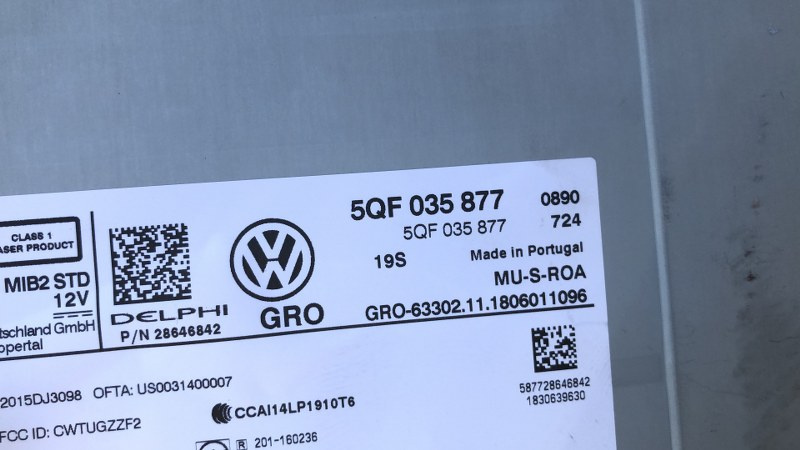 CLASS 1
ASER PRODUCT
MIB2 STD
12V
tschland GmbH
opertal
DELPHI
P/N 28646842
GRO
5QF 035 877 0890
5QF 035 877 724
19S Made in Portugal
MU-S-ROA
GRO-63302.11.1806011096
587728646842
1830639630
2015DJ3098 OFTA: US0031400007
CCAI14LP1910T6
FCC ID: CWTUGZZF2
R 201-160236